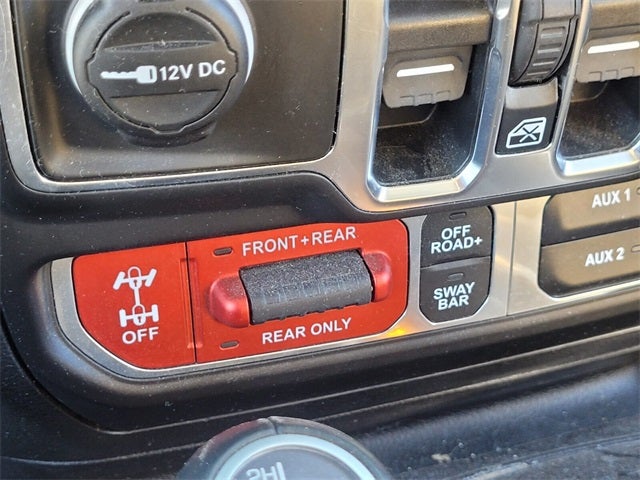 12V DC
AUX 1
AUX 2
OFF
ROAD+
SWAY
BAR
FRONT+REAR
REAR ONLY
OFF